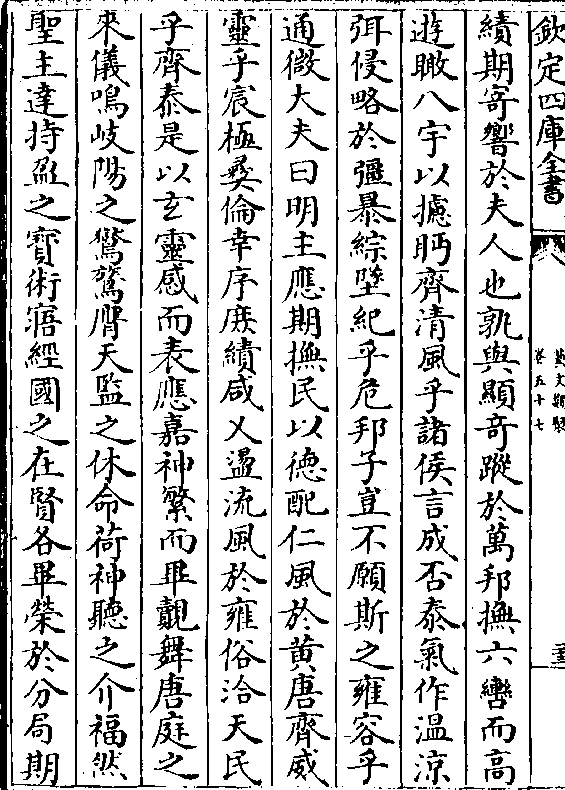 欽定四庫全書
藝文類聚
卷五十七
績期寄響於夫人也孰與顯奇蹤於萬邦撫六轡而高
遊瞰八宇以攄眄齊清風乎諸侯言成否泰氣作温涼
弭侵略於彊暴綜墜紀乎危邦子豈不願斯之雍容乎
通微大夫曰明主應期撫民以德配仁風於黄唐齊威
靈乎宸極彞倫幸序庶績咸乂盪流風於雍俗洽天民
乎齊泰是以玄靈感而表應嘉神繁而畢覿舞唐庭之
來儀鳴岐陽之鸑鷟膺天監之休命荷神聽之介福然
聖主達持盈之寳術寤經國之在賢各畢榮於分局期